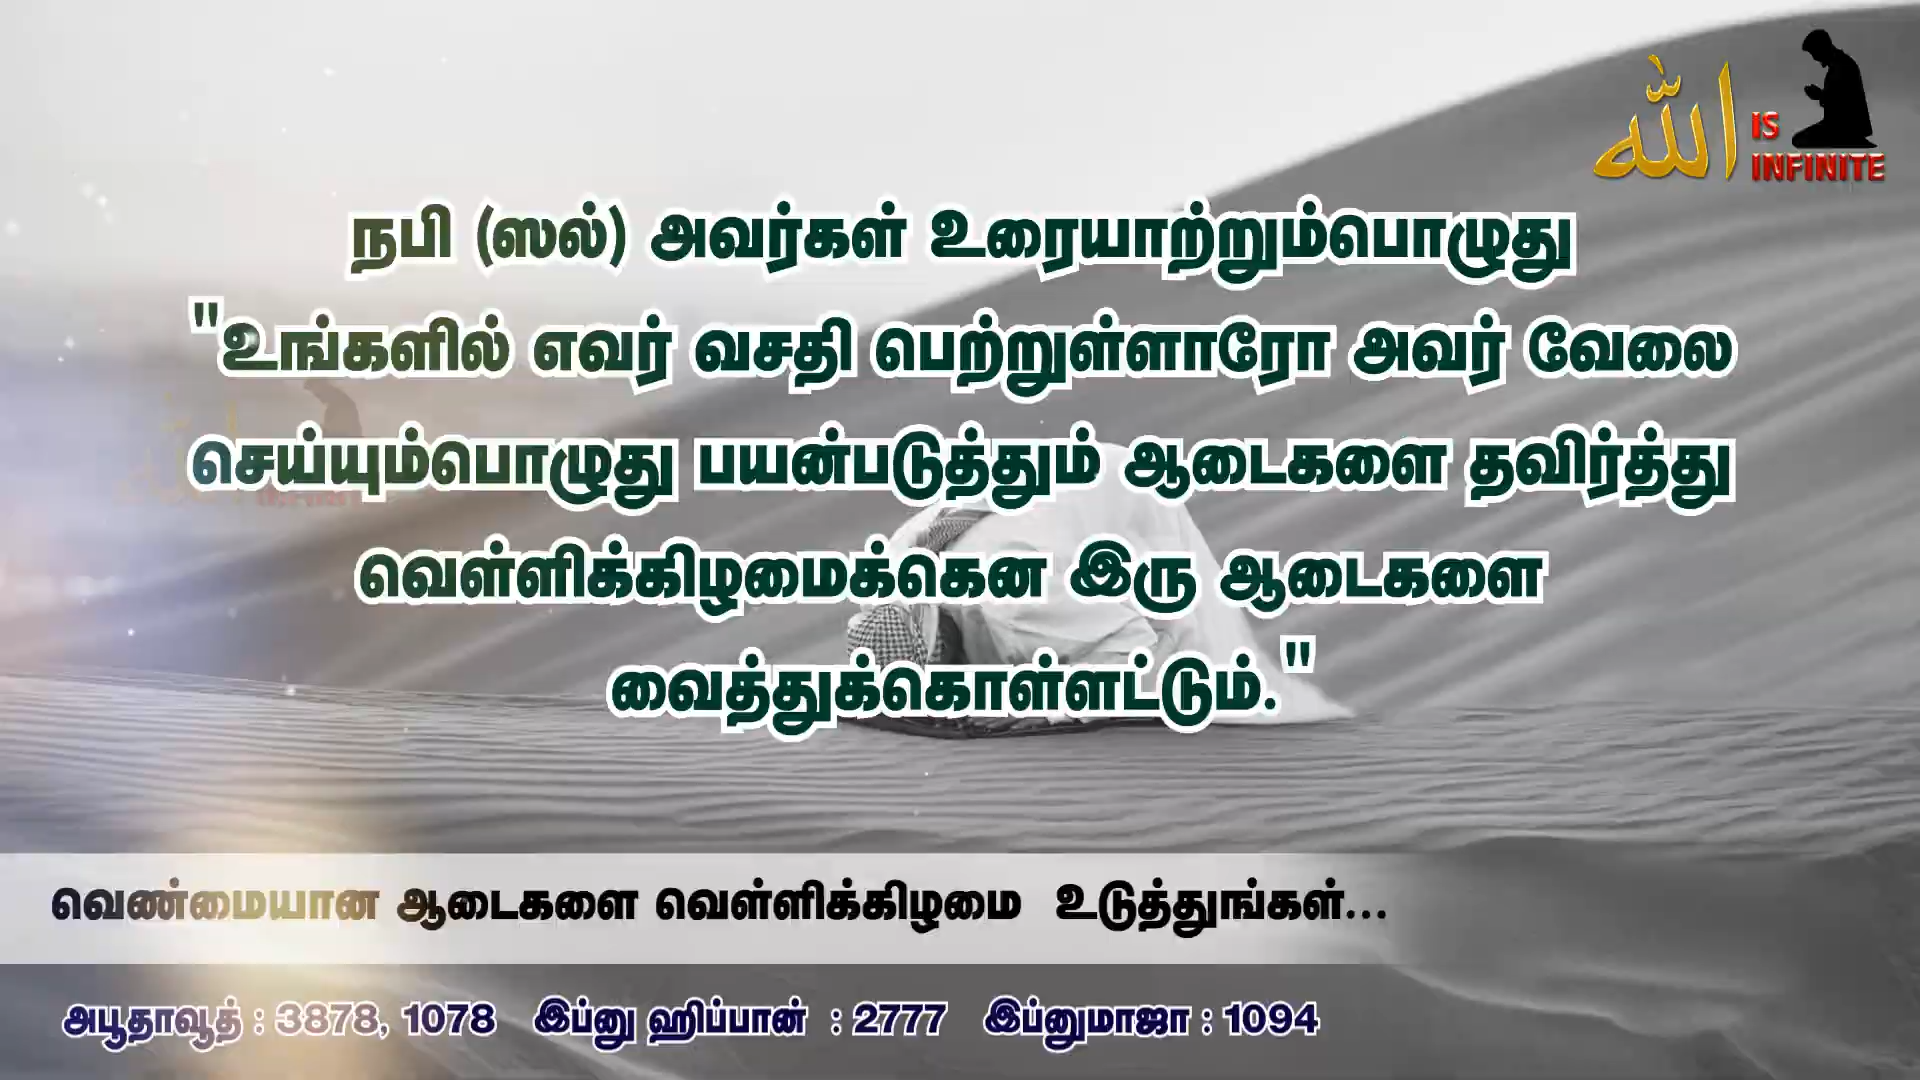 الله IS
INFINITE
நபி (ஸல்) அவர்கள் உரையாற்றும்பொழுது
"உங்களில் எவர் வசதி பெற்றுள்ளாரோ அவர் வேலை
செய்யும்பொழுது பயன்படுத்தும் ஆடைகளை தவிர்த்து
வெள்ளிக்கிழமைக்கென இரு ஆடைகளை
வைத்துக்கொள்ளட்டும்."
வெண்மையான ஆடைகளை வெள்ளிக்கிழமை உடுத்துங்கள்...
அபூதாவூத் : 3878, 1078 இப்னு ஹிப்பான் : 2777 இப்னுமாஜா : 1094